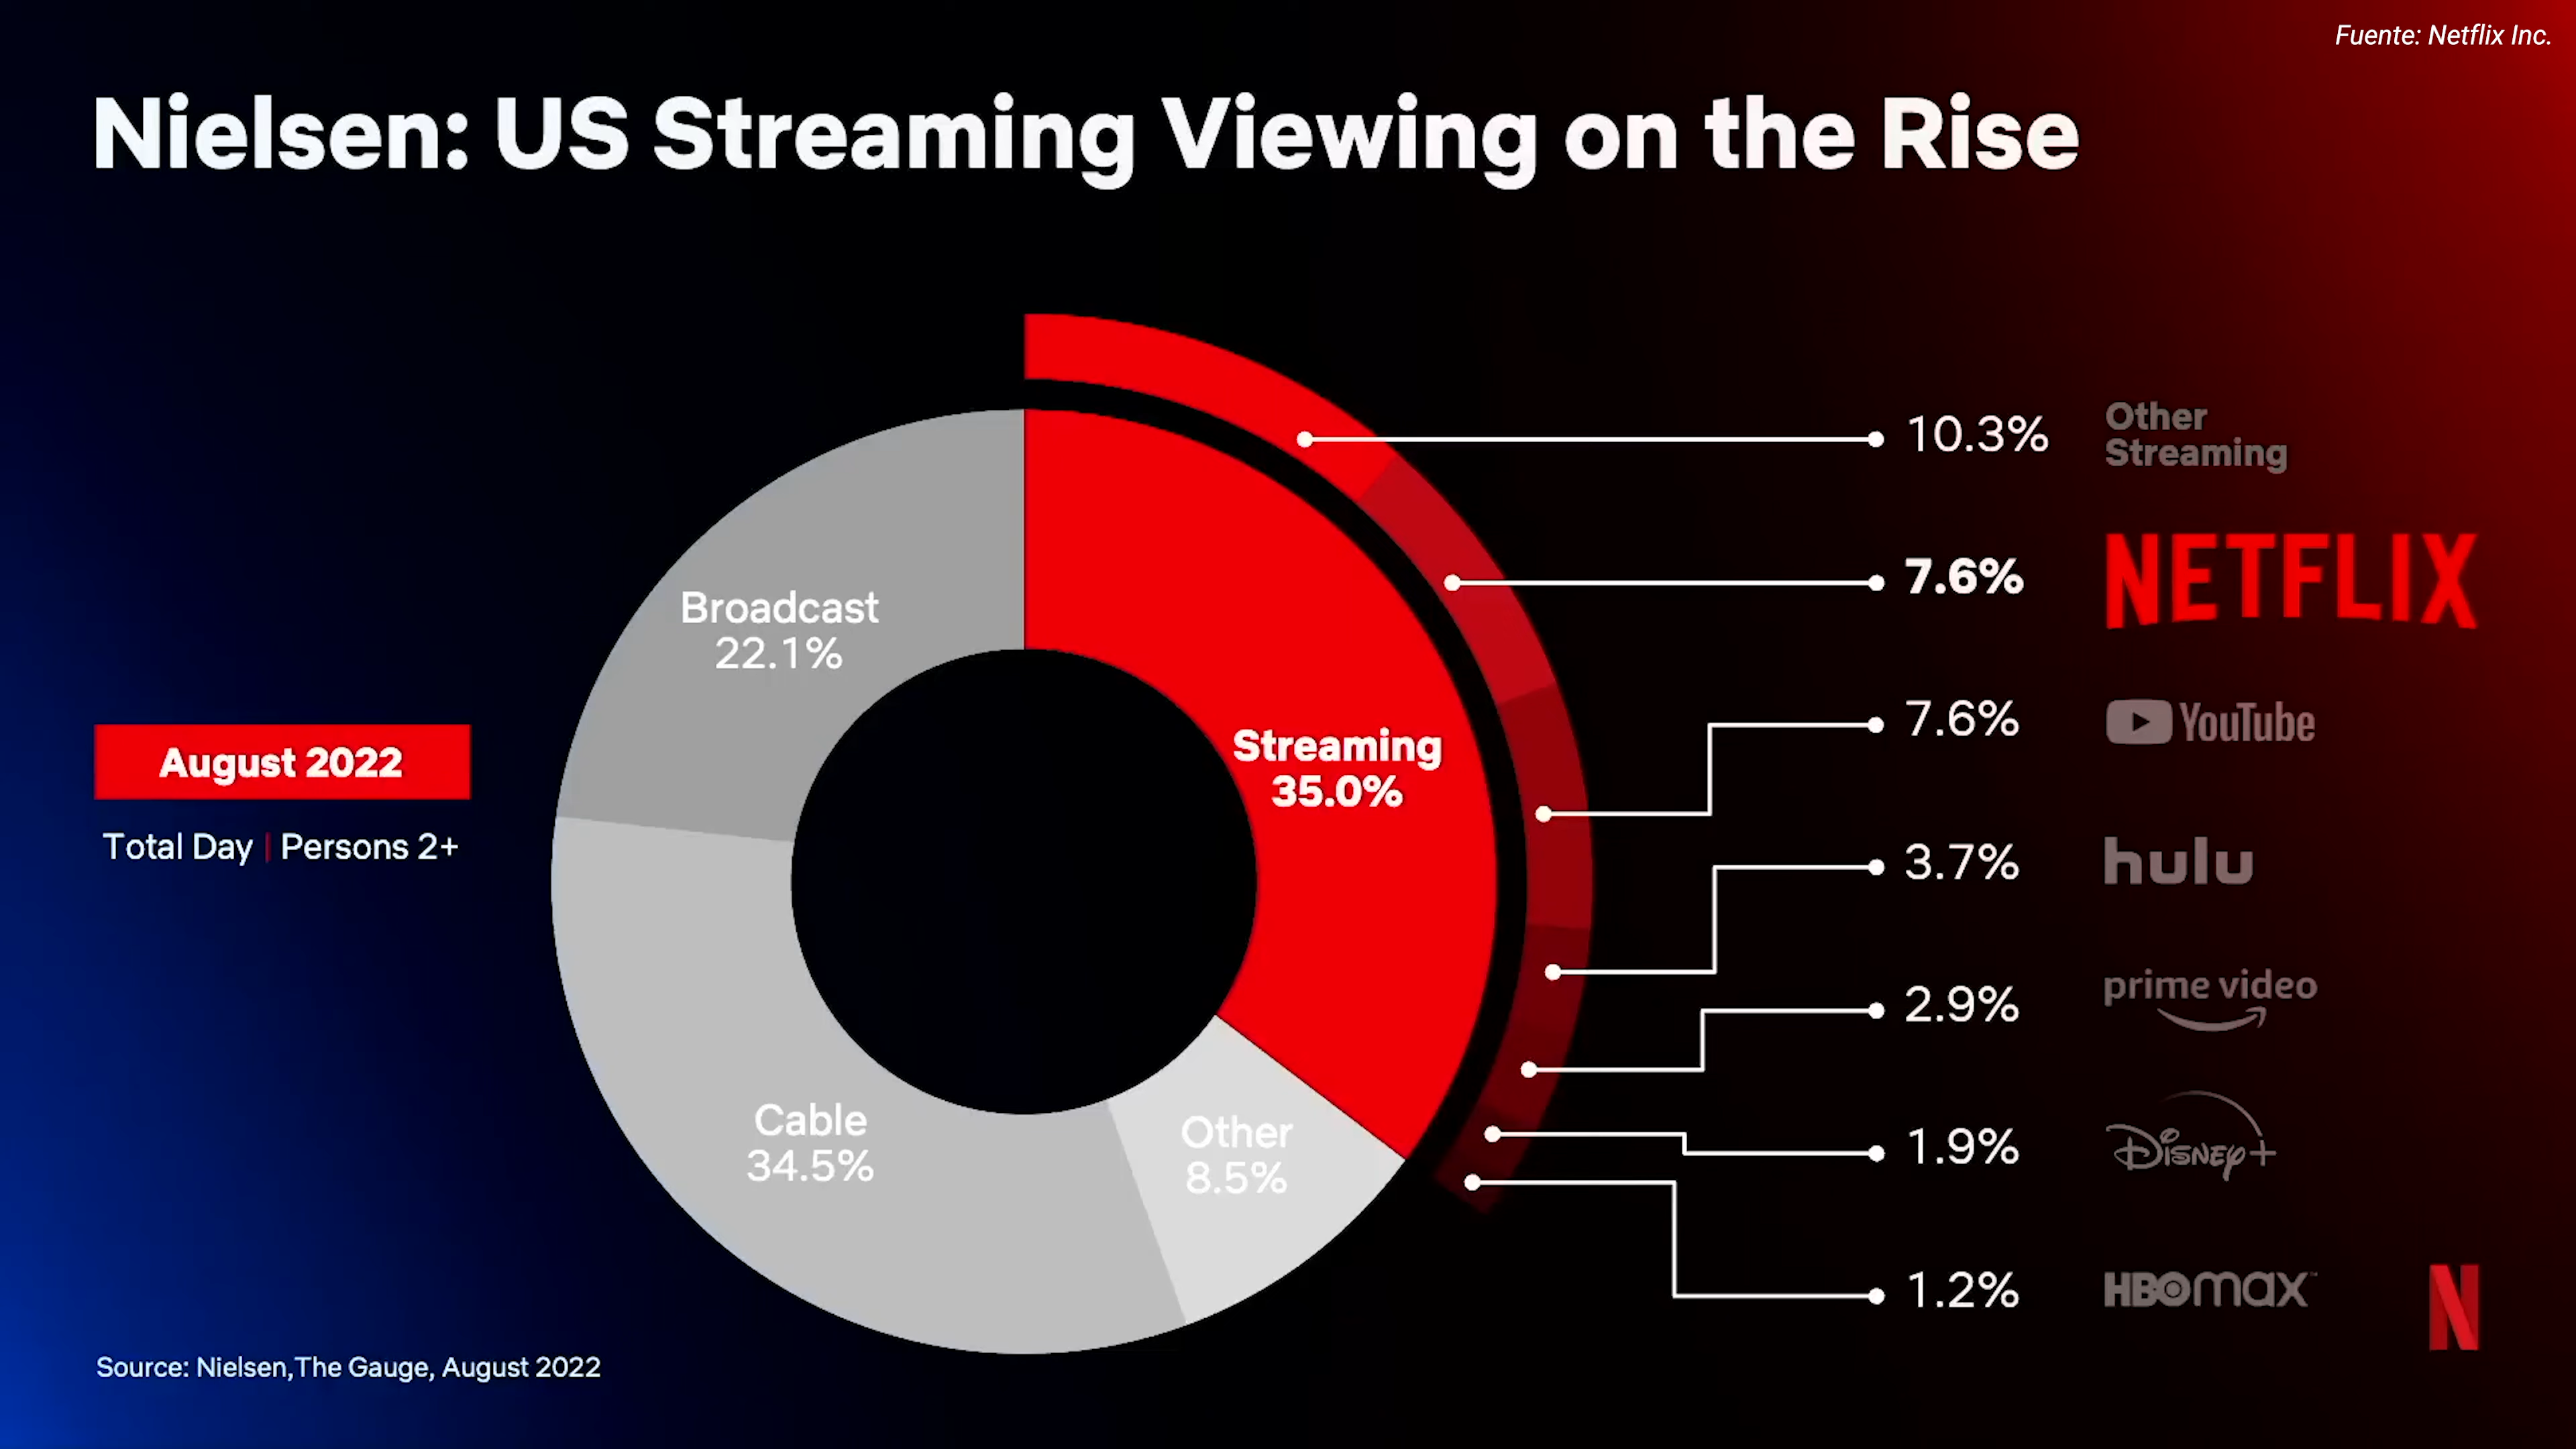 Fuente: Netflix Inc.
Nielsen: US Streaming Viewing on the Rise
August 2022
Total Day | Persons 2+
Broadcast
22.1%
Streaming
35.0%
Cable
34.5%
Other
8.5%
10.3% Other
Streaming
7.6% NETFLIX
7.6% YouTube
3.7% hulu
2.9% prime video
1.9% Disney+
1.2% HBOmax™
N
Source: Nielsen,The Gauge, August 2022